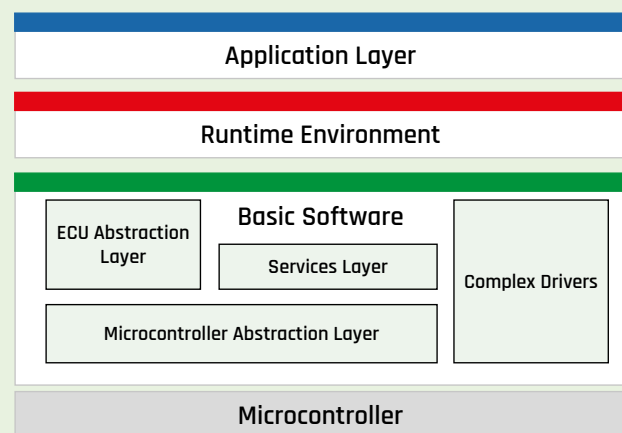 Application Layer
Runtime Environment
Basic Software
ECU Abstraction
Layer
Services Layer
Complex Drivers
Microcontroller Abstraction Layer
Microcontroller